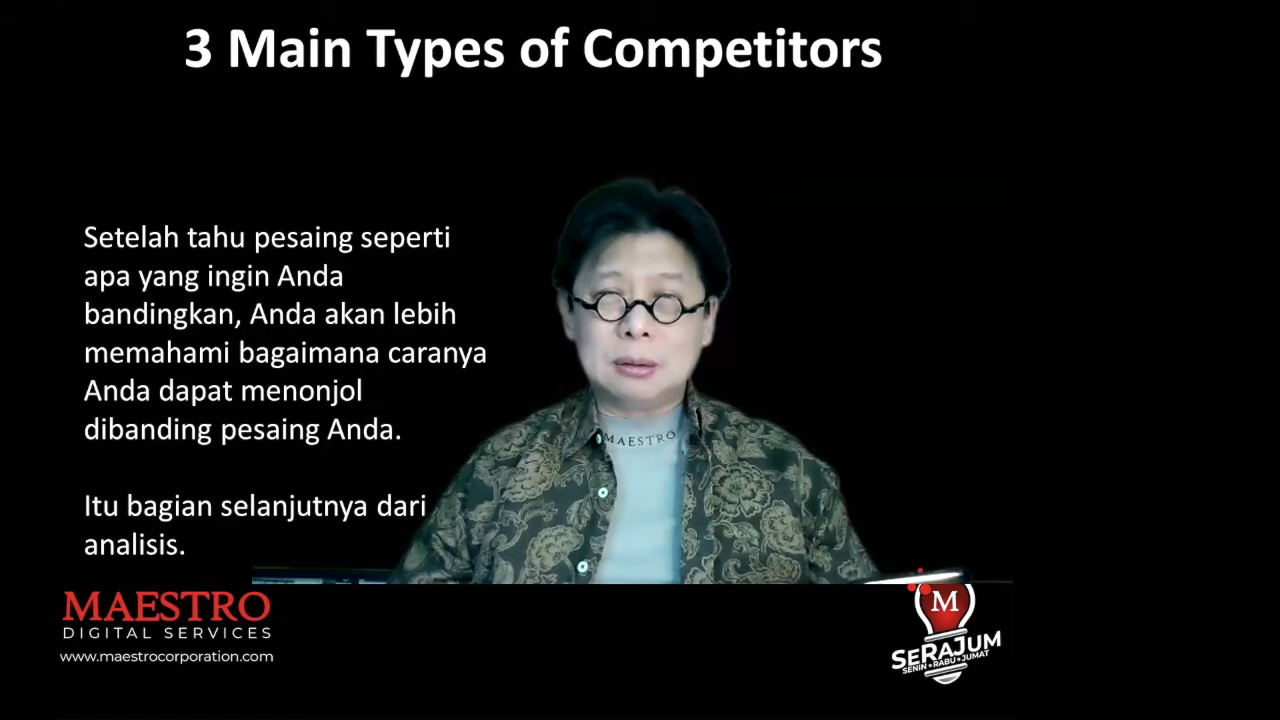 3 Main Types of Competitors
Setelah tahu pesaing seperti
apa yang ingin Anda
bandingkan, Anda akan lebih
memahami bagaimana caranya
Anda dapat menonjol
dibanding pesaing Anda.
Itu bagian selanjutnya dari
analisis.
MAESTRO
MAESTRO
DIGITAL SERVICES
www.maestrocorporation.com
M
SERAJUM
SENIN • RABU • JUMAT